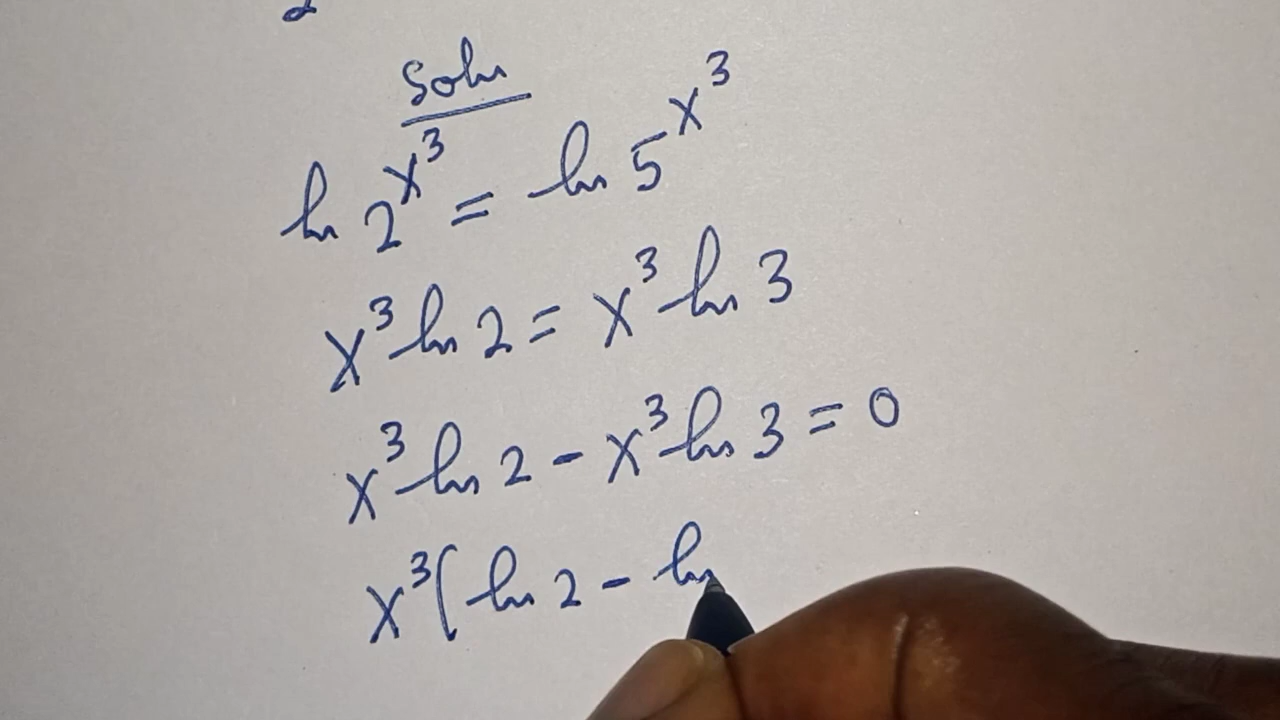 2
Soln
ln 2^x^3 = ln 5^x^3
x^3 ln 2 = x^3 ln 3
x^3 ln 2 - x^3 ln 3 = 0
x^3 ( ln 2 - ln